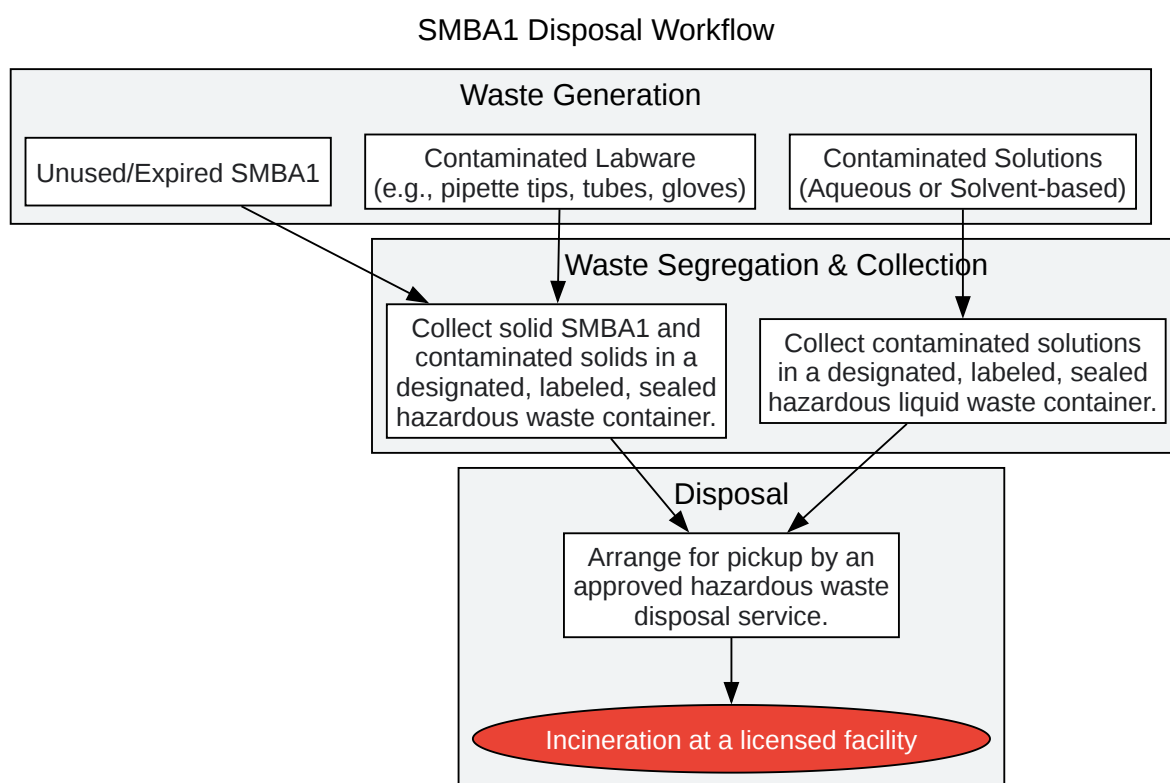 SMBA1 Disposal Workflow
Waste Generation
Unused/Expired SMBA1
Contaminated Labware
(e.g., pipette tips, tubes, gloves)
Contaminated Solutions
(Aqueous or Solvent-based)
Waste Segregation & Collection
Collect solid SMBA1 and
contaminated solids in a
designated, labeled, sealed
hazardous waste container.
Collect contaminated solutions
in a designated, labeled, sealed
hazardous liquid waste container.
Disposal
Arrange for pickup by an
approved hazardous waste
disposal service.
Incineration at a licensed facility